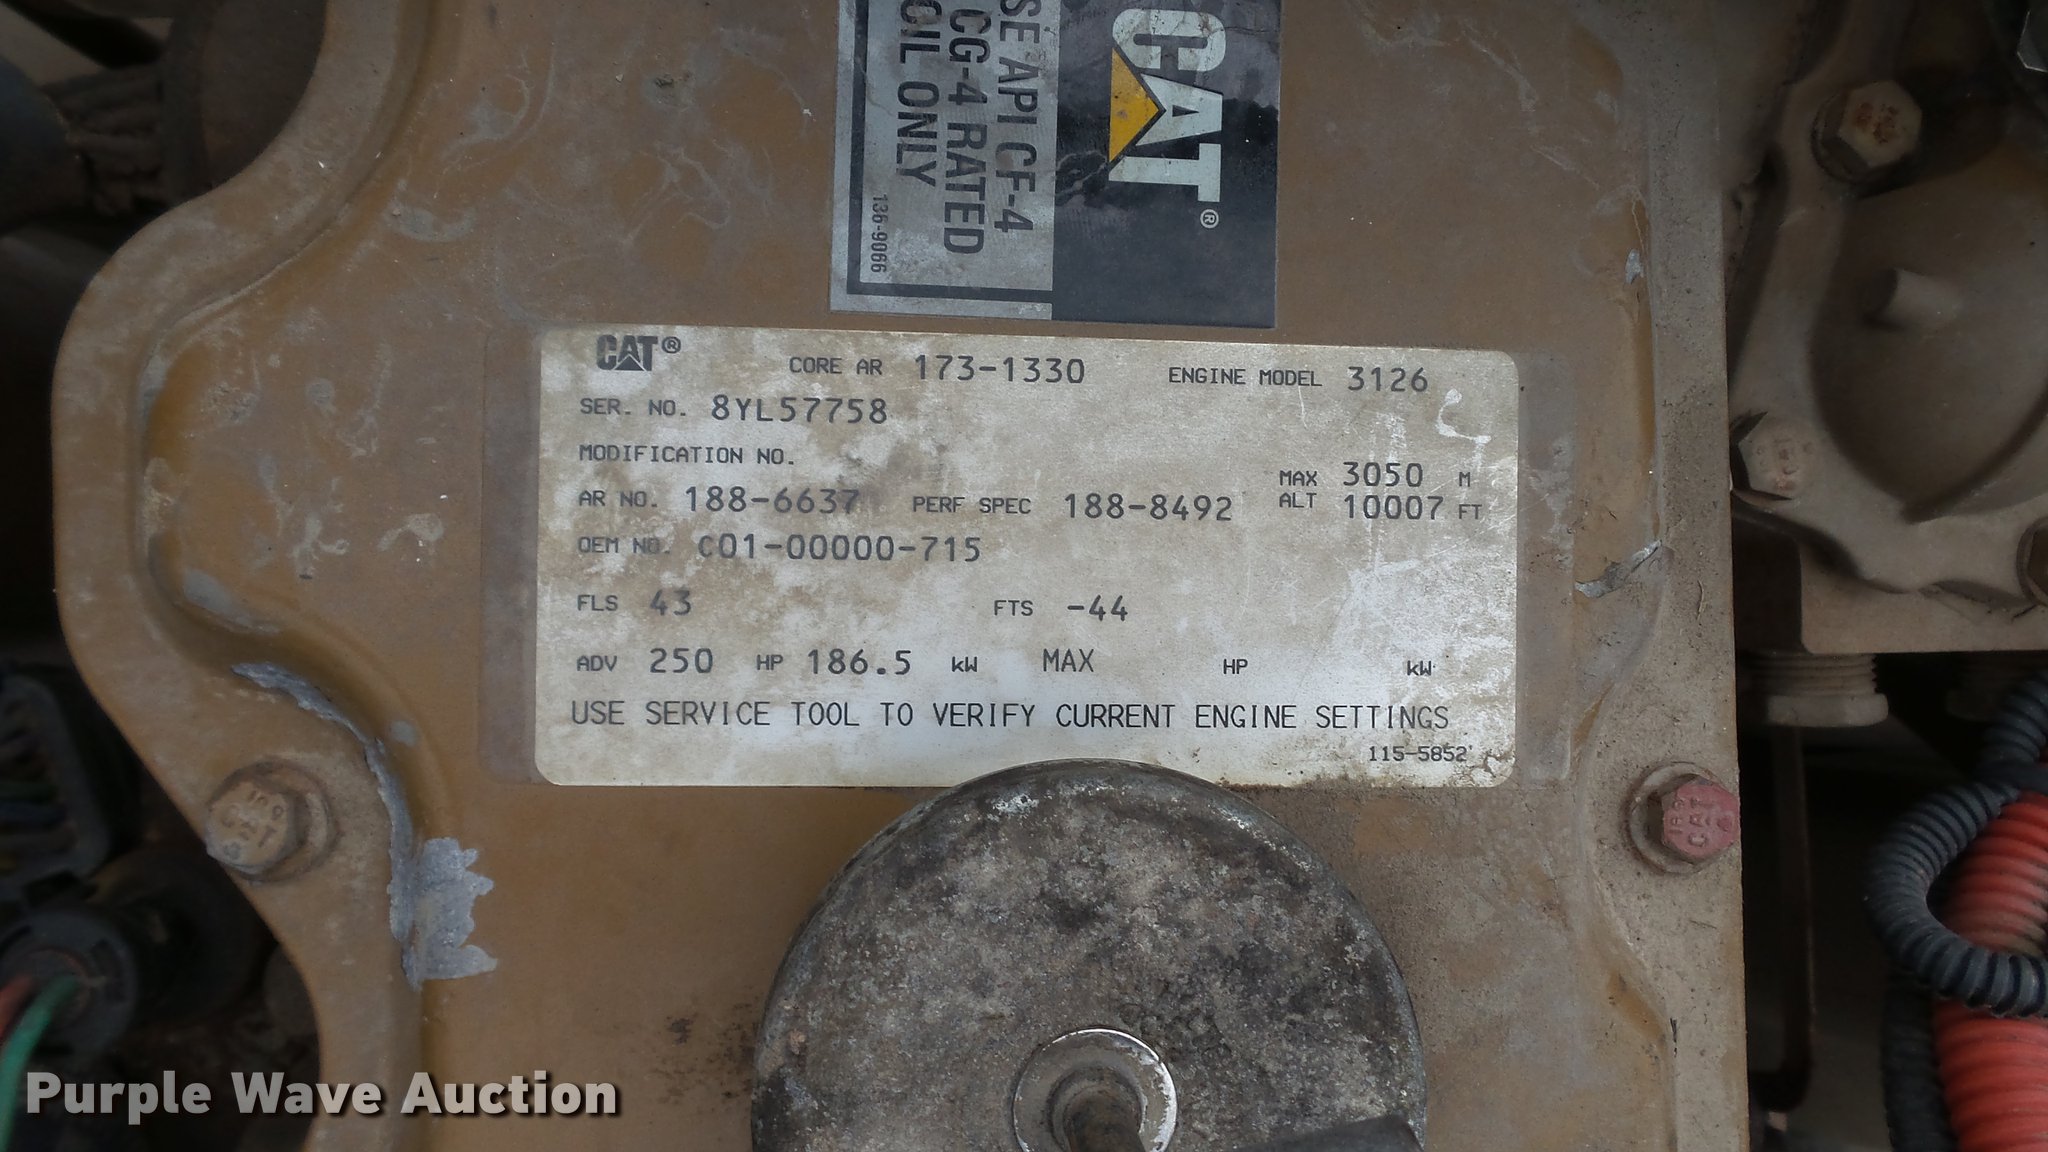 CAT®
SE API CF-4
CG-4 RATED
OIL ONLY
136-9066
CAT® CORE AR 173-1330 ENGINE MODEL 3126
SER. NO. 8YL57758
MODIFICATION NO.
AR NO. 188-6637 PERF SPEC 188-8492 MAX ALT 3050 M 10007 FT
OEM NO. C01-00000-715
FLS 43 FTS -44
ADV 250 HP 186.5 kW MAX HP kW
USE SERVICE TOOL TO VERIFY CURRENT ENGINE SETTINGS
115-5852
CAT
CAT
Purple Wave Auction